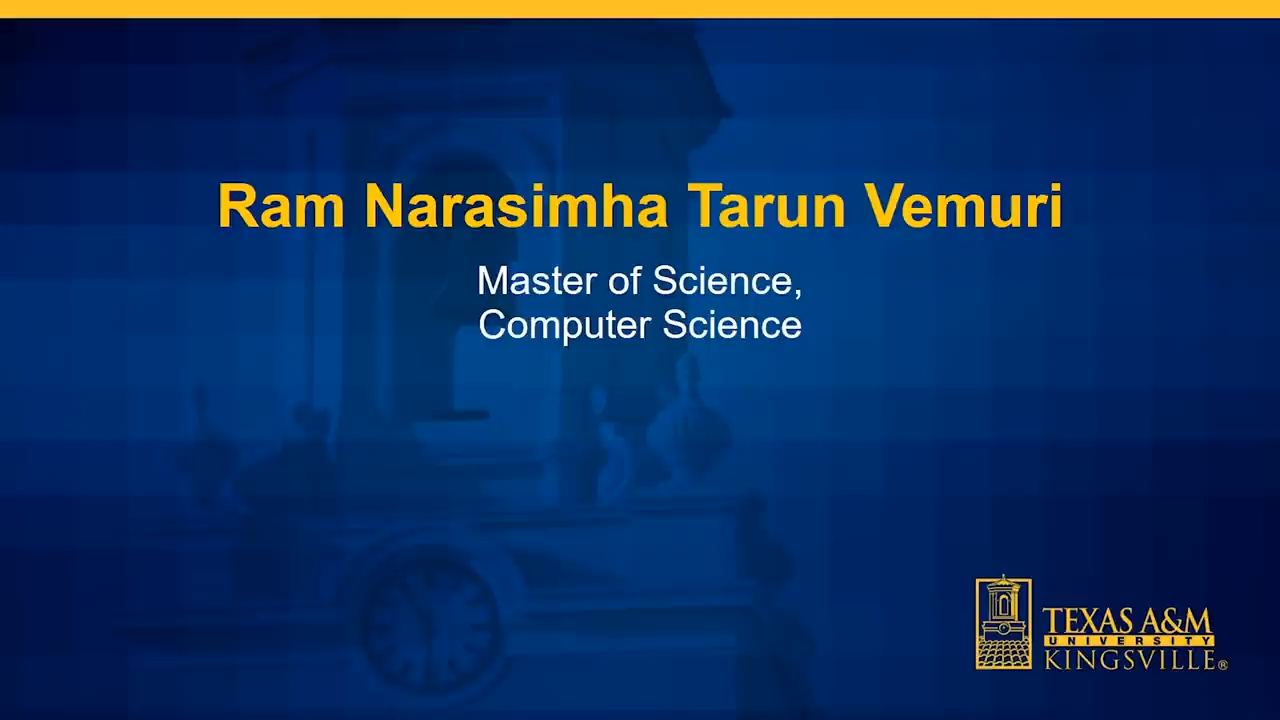 Ram Narasimha Tarun Vemuri
Master of Science,
Computer Science
TEXAS A&M
UNIVERSITY
KINGSVILLE®